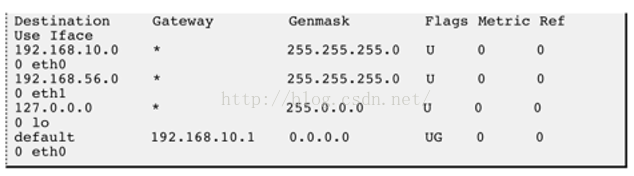 Destination Gateway Genmask Flags Metric Ref
Use Iface
192.168.10.0 * 255.255.255.0 U 0 0
0 eth0
192.168.56.0 * 255.255.255.0 U 0 0
0 eth1
http://blog.csdn.net/
127.0.0.0 * 255.0.0.0 U 0 0
0 lo
default 192.168.10.1 0.0.0.0 UG 0 0
0 eth0